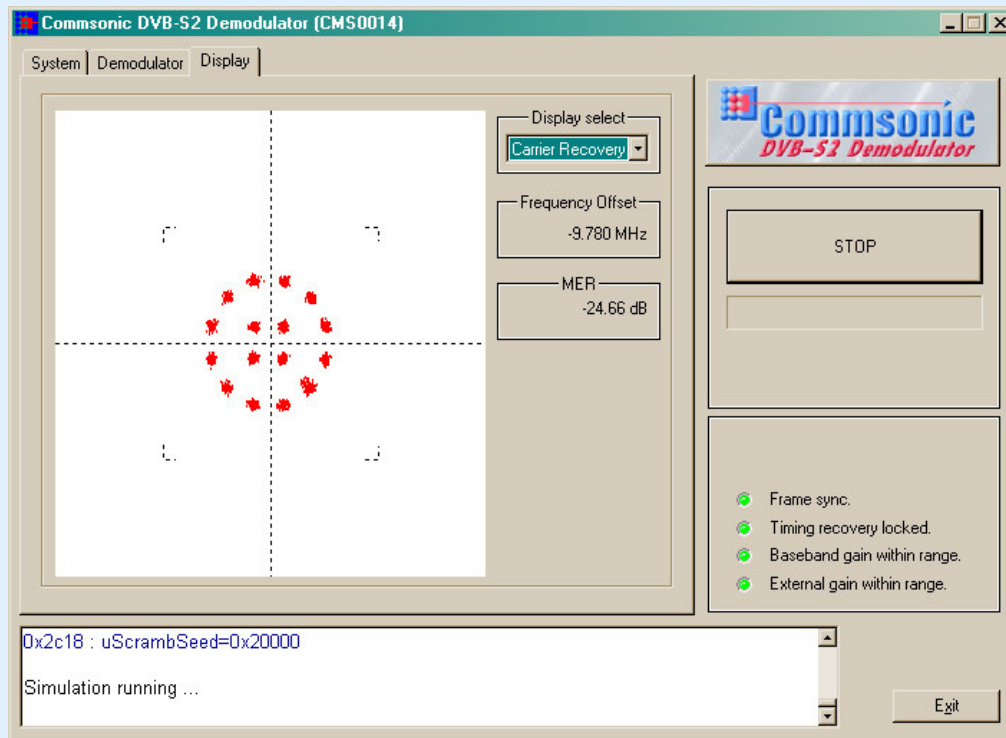 Commsonic DVB-S2 Demodulator (CMS0014)
System
Demodulator
Display
Display select
Carrier Recovery
Frequency Offset
-9.780 MHz
MER
-24.66 dB
Commsonic
DVB-S2 Demodulator
STOP
Frame sync.
Timing recovery locked.
Baseband gain within range.
External gain within range.
0x2c18 : uScrambSeed=0x20000
Simulation running ...
Exit